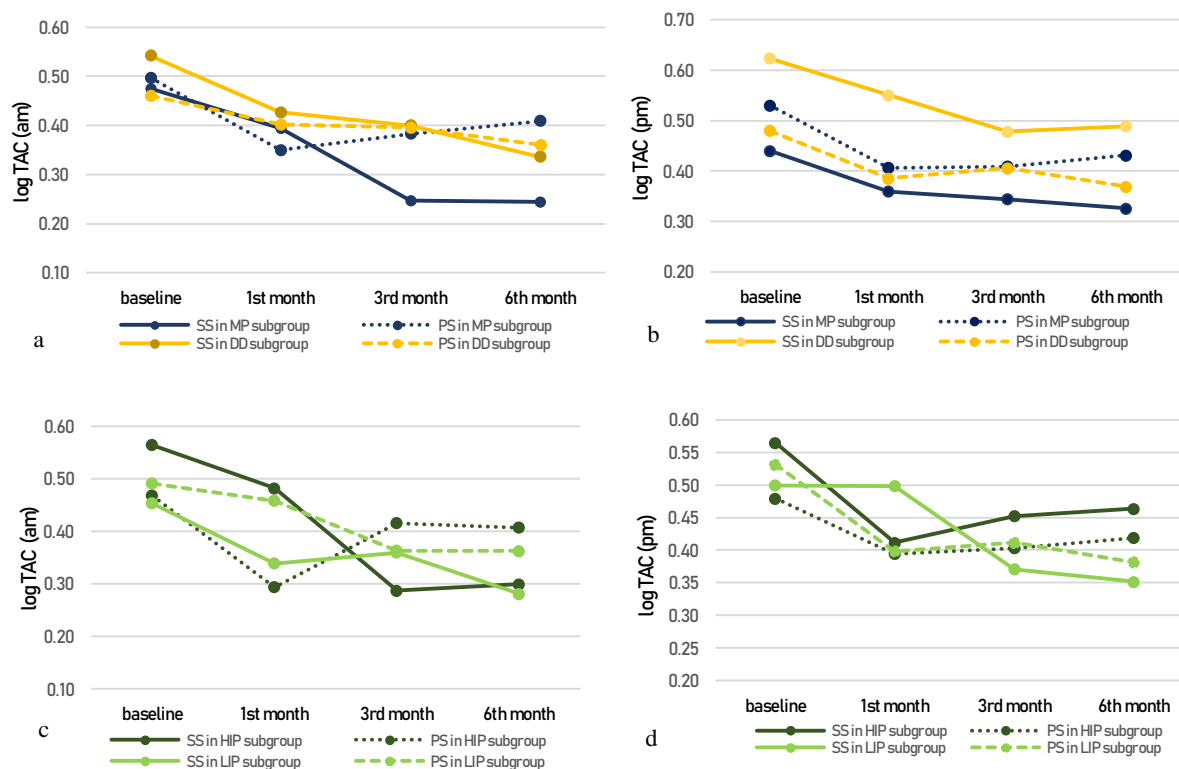 0.60
0.50
0.40
0.30
0.20
0.10
log TAC (am)
baseline 1st month 3rd month 6th month
SS in MP subgroup PS in MP subgroup
SS in DD subgroup PS in DD subgroup
a
0.70
0.60
0.50
0.40
0.30
0.20
log TAC (pm)
baseline 1st month 3rd month 6th month
SS in MP subgroup PS in MP subgroup
SS in DD subgroup PS in DD subgroup
b
0.60
0.50
0.40
0.30
0.20
0.10
log TAC (am)
baseline 1st month 3rd month 6th month
SS in HIP subgroup PS in HIP subgroup
SS in LIP subgroup PS in LIP subgroup
c
0.60
0.55
0.50
0.45
0.40
0.35
0.30
0.25
0.20
log TAC (pm)
baseline 1st month 3rd month 6th month
SS in HIP subgroup PS in HIP subgroup
SS in LIP subgroup PS in LIP subgroup
d